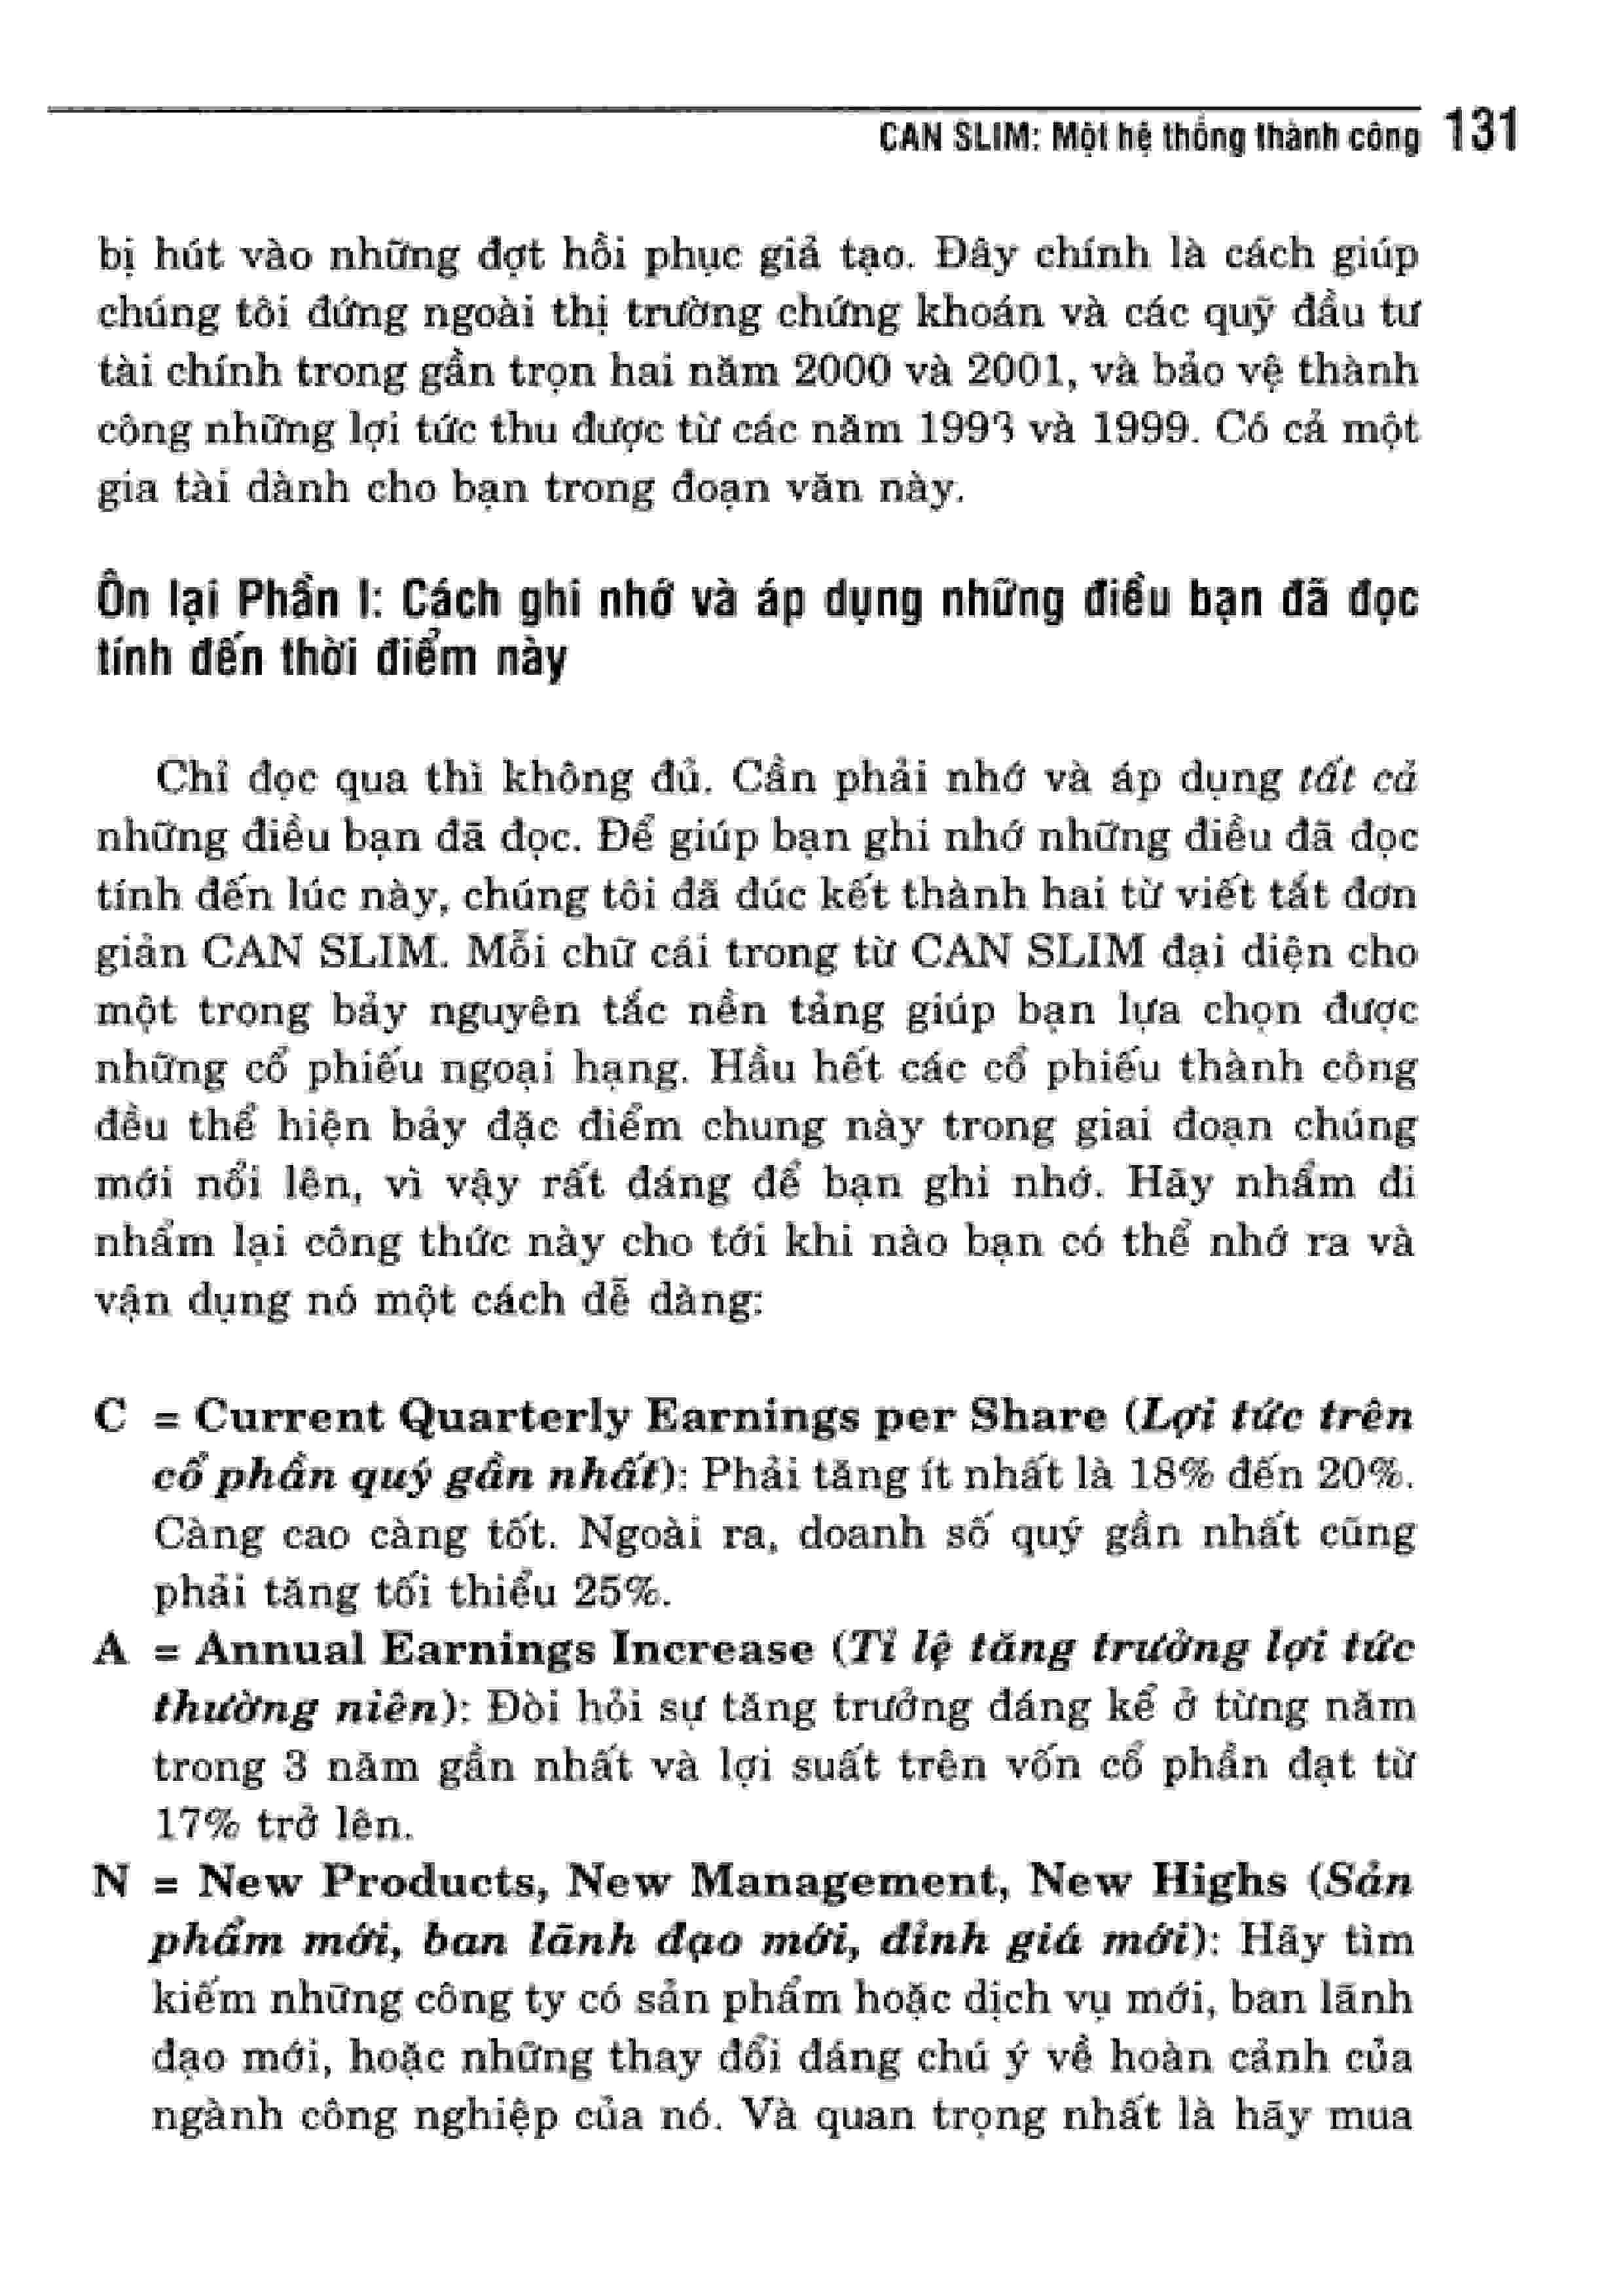 CAN SLIM: Một hệ thống thành công 131
bị hút vào những đợt hồi phục giả tạo. Đây chính là cách giúp
chúng tôi đứng ngoài thị trường chứng khoán và các quỹ đầu tư
tài chính trong gần trọn hai năm 2000 và 2001, và bảo vệ thành
công những lợi tức thu được từ các năm và 1999. Có cả một
gia tài dành cho bạn trong đoạn văn này.
Ôn lại Phần I: Cách ghi nhớ và áp dụng những điều bạn đã đọc
tính đến thời điểm này
Chỉ đọc qua thì không đủ. Cần phải nhớ và áp dụng tất cả
những điều bạn đã đọc. Để giúp bạn ghi nhớ những điều đã đọc
tính đến lúc này, chúng tôi đã đúc kết thành hai từ viết tắt đơn
giản CAN SLIM. Mỗi chữ cái trong từ CAN SLIM đại diện cho
một trong bảy nguyên tắc nền tảng giúp bạn lựa chọn được
những cổ phiếu ngoại hạng. Hầu hết các cổ phiếu thành công
đều thể hiện bảy đặc điểm chung này trong giai đoạn chúng
mới nổi lên, vì vậy rất đáng để bạn ghi nhớ. Hãy nhẩm đi
nhẩm lại công thức này cho tới khi nào bạn có thể nhớ ra và
vận dụng nó một cách dễ dàng:
C = Current Quarterly Earnings per Share (Lợi tức trên
cổ phần quý gần nhất): Phải tăng ít nhất là 18% đến 20%.
Càng cao càng tốt. Ngoài ra, doanh số quý gần nhất cũng
phải tăng tối thiểu 25%.
A = Annual Earnings Increase (Tỉ lệ tăng trưởng lợi tức
thường niên): Đòi hỏi sự tăng trưởng đáng kể ở từng năm
trong 3 năm gần nhất và lợi suất trên vốn cổ phần đạt từ
17% trở lên.
N = New Products, New Management, New Highs (Sản
phẩm mới, ban lãnh đạo mới, đỉnh giá mới): Hãy tìm
kiếm những công ty có sản phẩm hoặc dịch vụ mới, ban lãnh
đạo mới, hoặc những thay đổi đáng chú ý về hoàn cảnh của
ngành công nghiệp của nó. Và quan trọng nhất là hãy mua